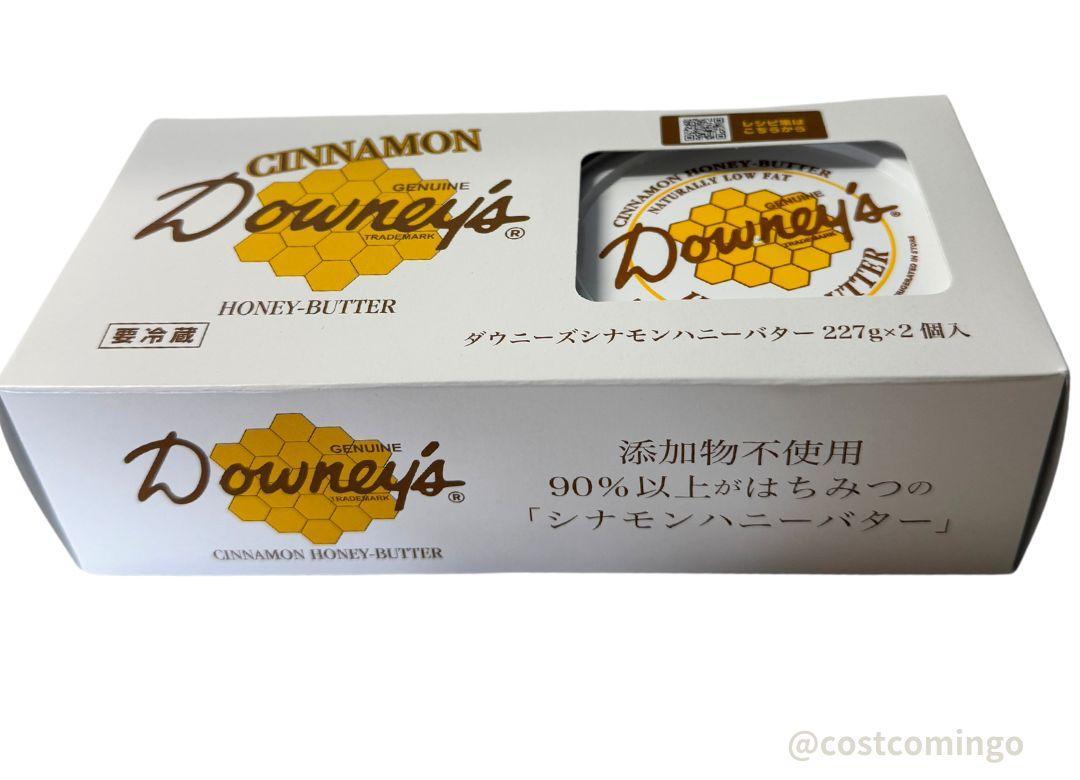 CINNAMON
GENUINE
Downey's®
TRADEMARK
HONEY-BUTTER
要冷蔵
レシピ集は
こちらから
CINNAMON HONEY-BUTTER
NATURALLY LOW FAT
GENUINE
Downey's®
TRADEMARK
ダウニーズシナモンハニーバター 227g×2 個入
GENUINE
Downey's®
TRADEMARK
CINNAMON HONEY-BUTTER
添加物不使用
90%以上がはちみつの
「シナモンハニーバター」
@costcomingo